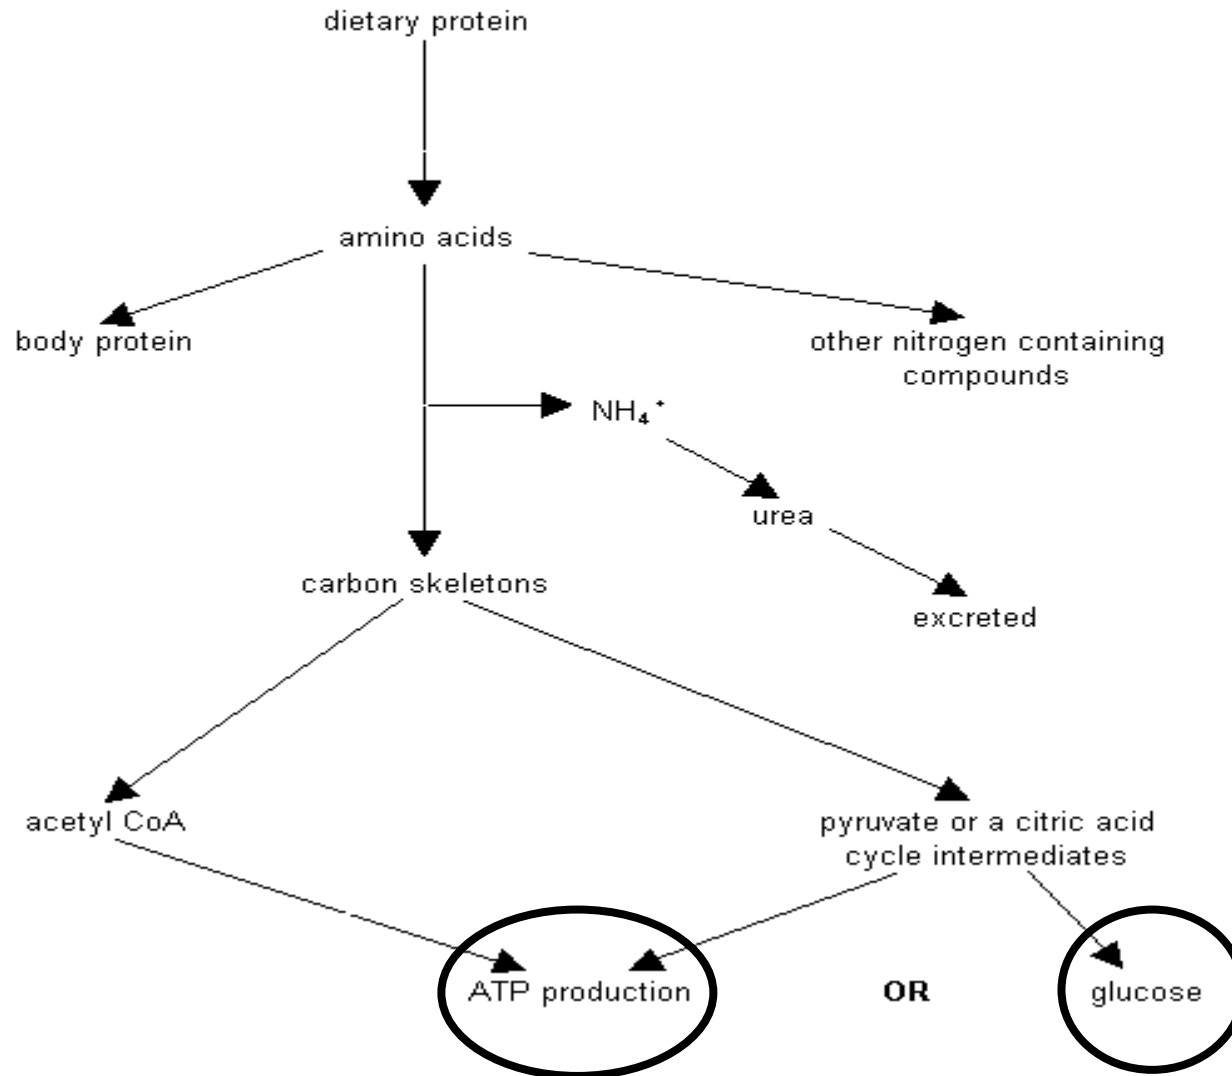 dietary protein
amino acids
body protein
other nitrogen containing
compounds
NH₄⁺
urea
carbon skeletons
excreted
acetyl CoA
pyruvate or a citric acid
cycle intermediates
ATP production
OR
glucose